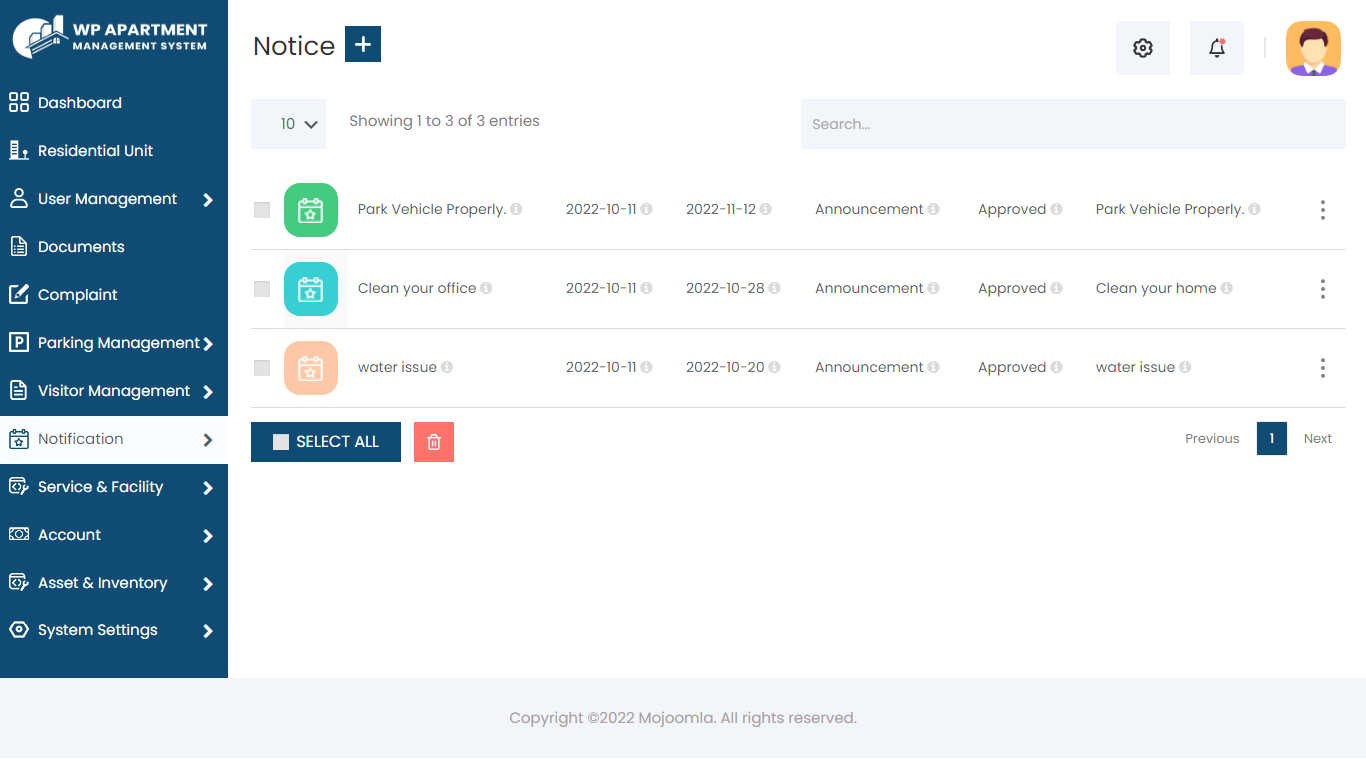 WP APARTMENT
MANAGEMENT SYSTEM
Dashboard
Residential Unit
User Management
Documents
Complaint
Parking Management
Visitor Management
Notification
Service & Facility
Account
Asset & Inventory
System Settings
Notice +
10 Showing 1 to 3 of 3 entries Search...
Park Vehicle Properly. 2022-10-11 2022-11-12 Announcement Approved Park Vehicle Properly.
Clean your office 2022-10-11 2022-10-28 Announcement Approved Clean your home
water issue 2022-10-11 2022-10-20 Announcement Approved water issue
SELECT ALL Previous 1 Next
Copyright ©2022 Mojoomla. All rights reserved.